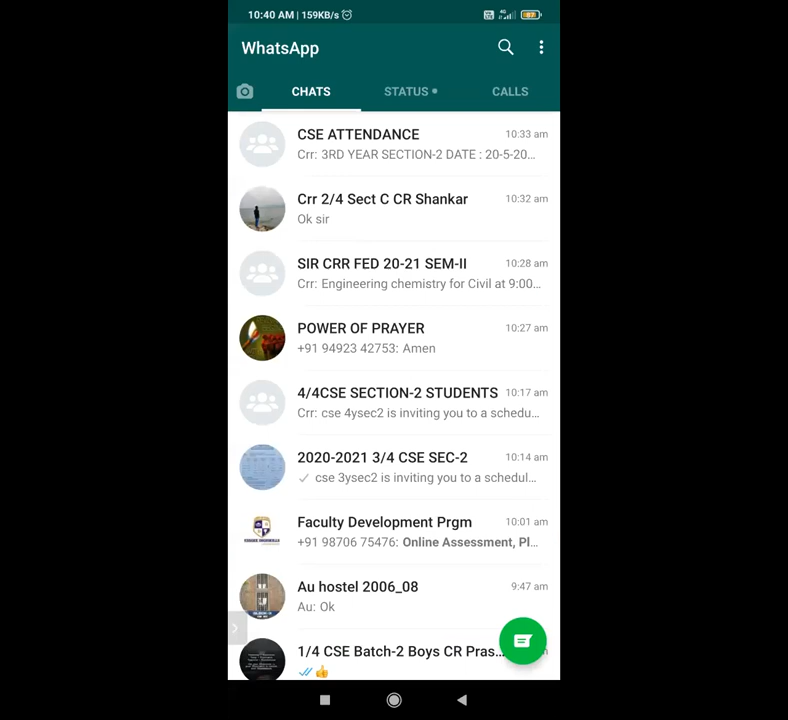 10:40 AM | 159KB/s
4G
WhatsApp
CHATS STATUS CALLS
CSE ATTENDANCE 10:33 am
Crr: 3RD YEAR SECTION-2 DATE : 20-5-20...
Crr 2/4 Sect C CR Shankar 10:32 am
Ok sir
SIR CRR FED 20-21 SEM-II 10:28 am
Crr: Engineering chemistry for Civil at 9:00...
POWER OF PRAYER 10:27 am
+91 94923 42753: Amen
4/4CSE SECTION-2 STUDENTS 10:17 am
Crr: cse 4ysec2 is inviting you to a schedu...
2020-2021 3/4 CSE SEC-2 10:14 am
cse 3ysec2 is inviting you to a schedul...
Faculty Development Prgm 10:01 am
+91 98706 75476: Online Assessment, Pl...
Au hostel 2006_08 9:47 am
Au: Ok
1/4 CSE Batch-2 Boys CR Pras...
👍